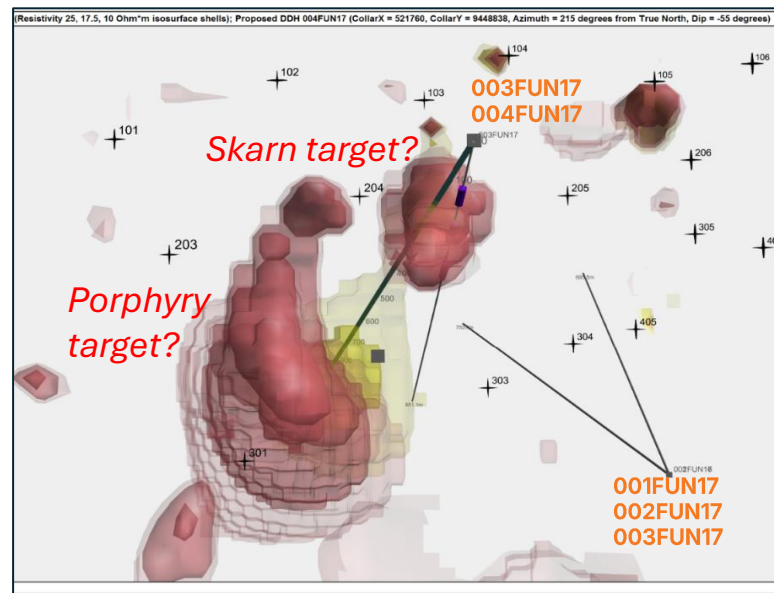 (Resistivity 25, 17.5, 10 Ohm*m isosurface shells); Proposed DDH 004FUN17 (CollarX = 521760, CollarY = 9448838, Azimuth = 215 degrees from True North, Dip = -55 degrees)
104
106
102
105
003FUN17
103
004FUN17
101
003FUN17
Skarn target?
206
204
205
305
203
Porphyry
target?
500
600
405
304
303
301
001FUN17
002FUN17
003FUN17